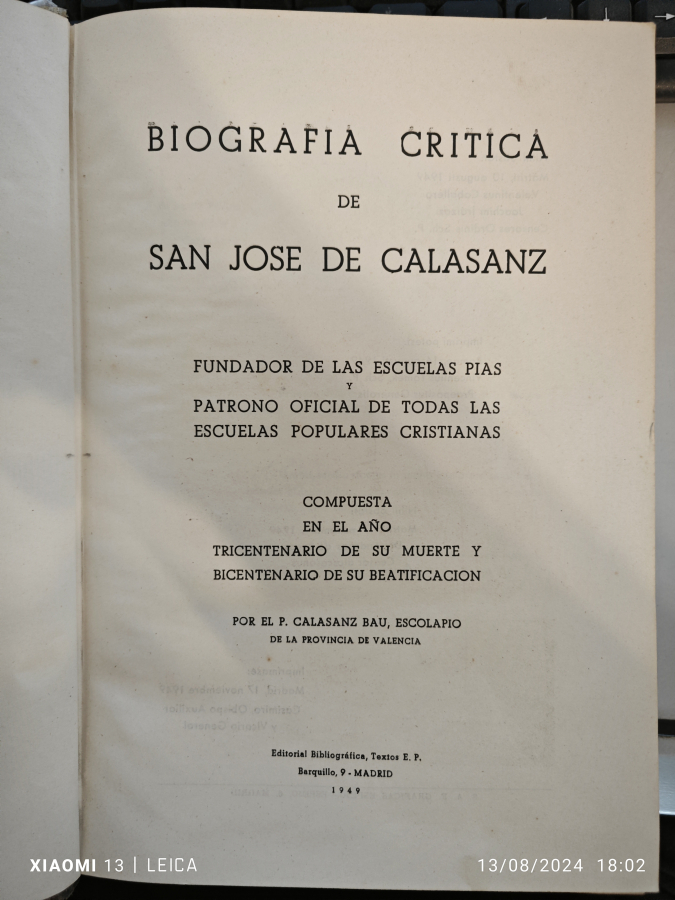 BIOGRAFIA CRITICA
DE
SAN JOSE DE CALASANZ
FUNDADOR DE LAS ESCUELAS PIAS
Y
PATRONO OFICIAL DE TODAS LAS
ESCUELAS POPULARES CRISTIANAS
COMPUESTA
EN EL AÑO
TRICENTENARIO DE SU MUERTE Y
BICENTENARIO DE SU BEATIFICACION
POR EL P. CALASANZ BAU, ESCOLAPIO
DE LA PROVINCIA DE VALENCIA
Editorial Bibliográfica, Textos E. P.
Barquillo, 9 - MADRID
1949
XIAOMI 13 | LEICA
13/08/2024 18:02